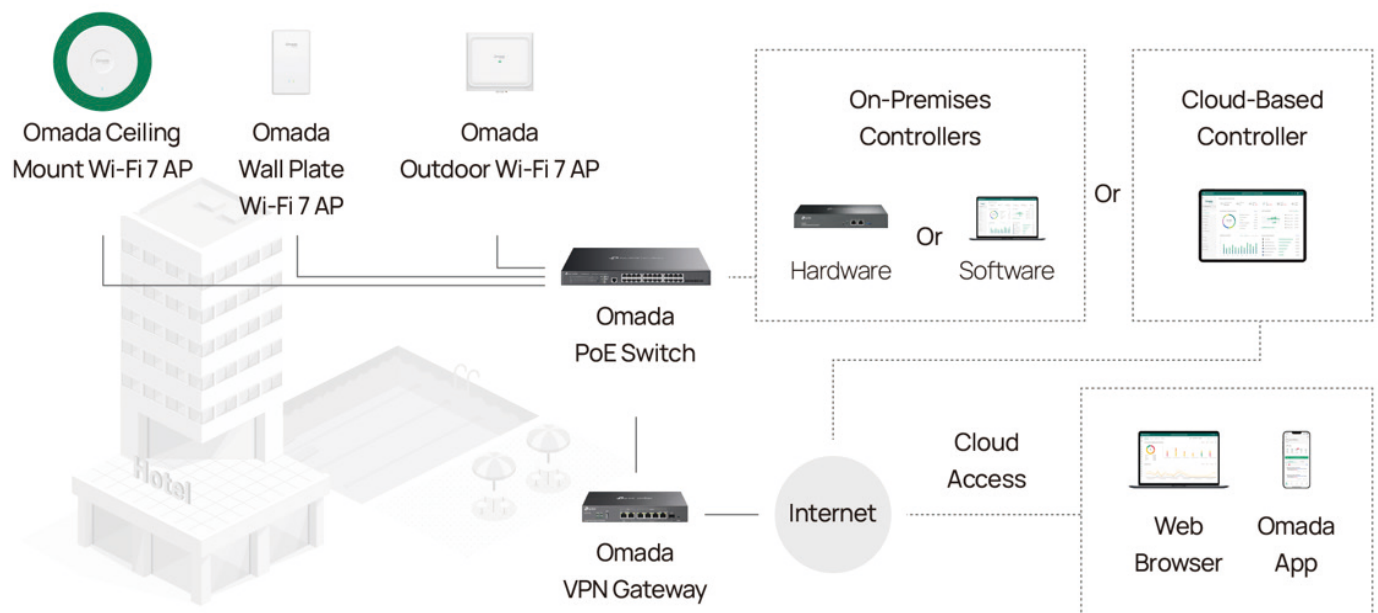 Omada Ceiling
Mount Wi-Fi 7 AP
Omada
Wall Plate
Wi-Fi 7 AP
Omada
Outdoor Wi-Fi 7 AP
On-Premises
Controllers
Hardware
Or
Software
Or
Cloud-Based
Controller
Omada
PoE Switch
Hotel
Omada
VPN Gateway
Internet
Cloud
Access
Web
Browser
Omada
App